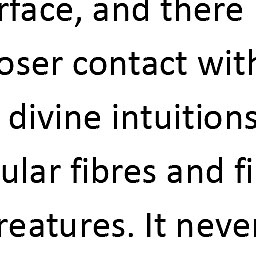 rface, and there
oser contact with
divine intuitions
ular fibres and fi
reatures. It never